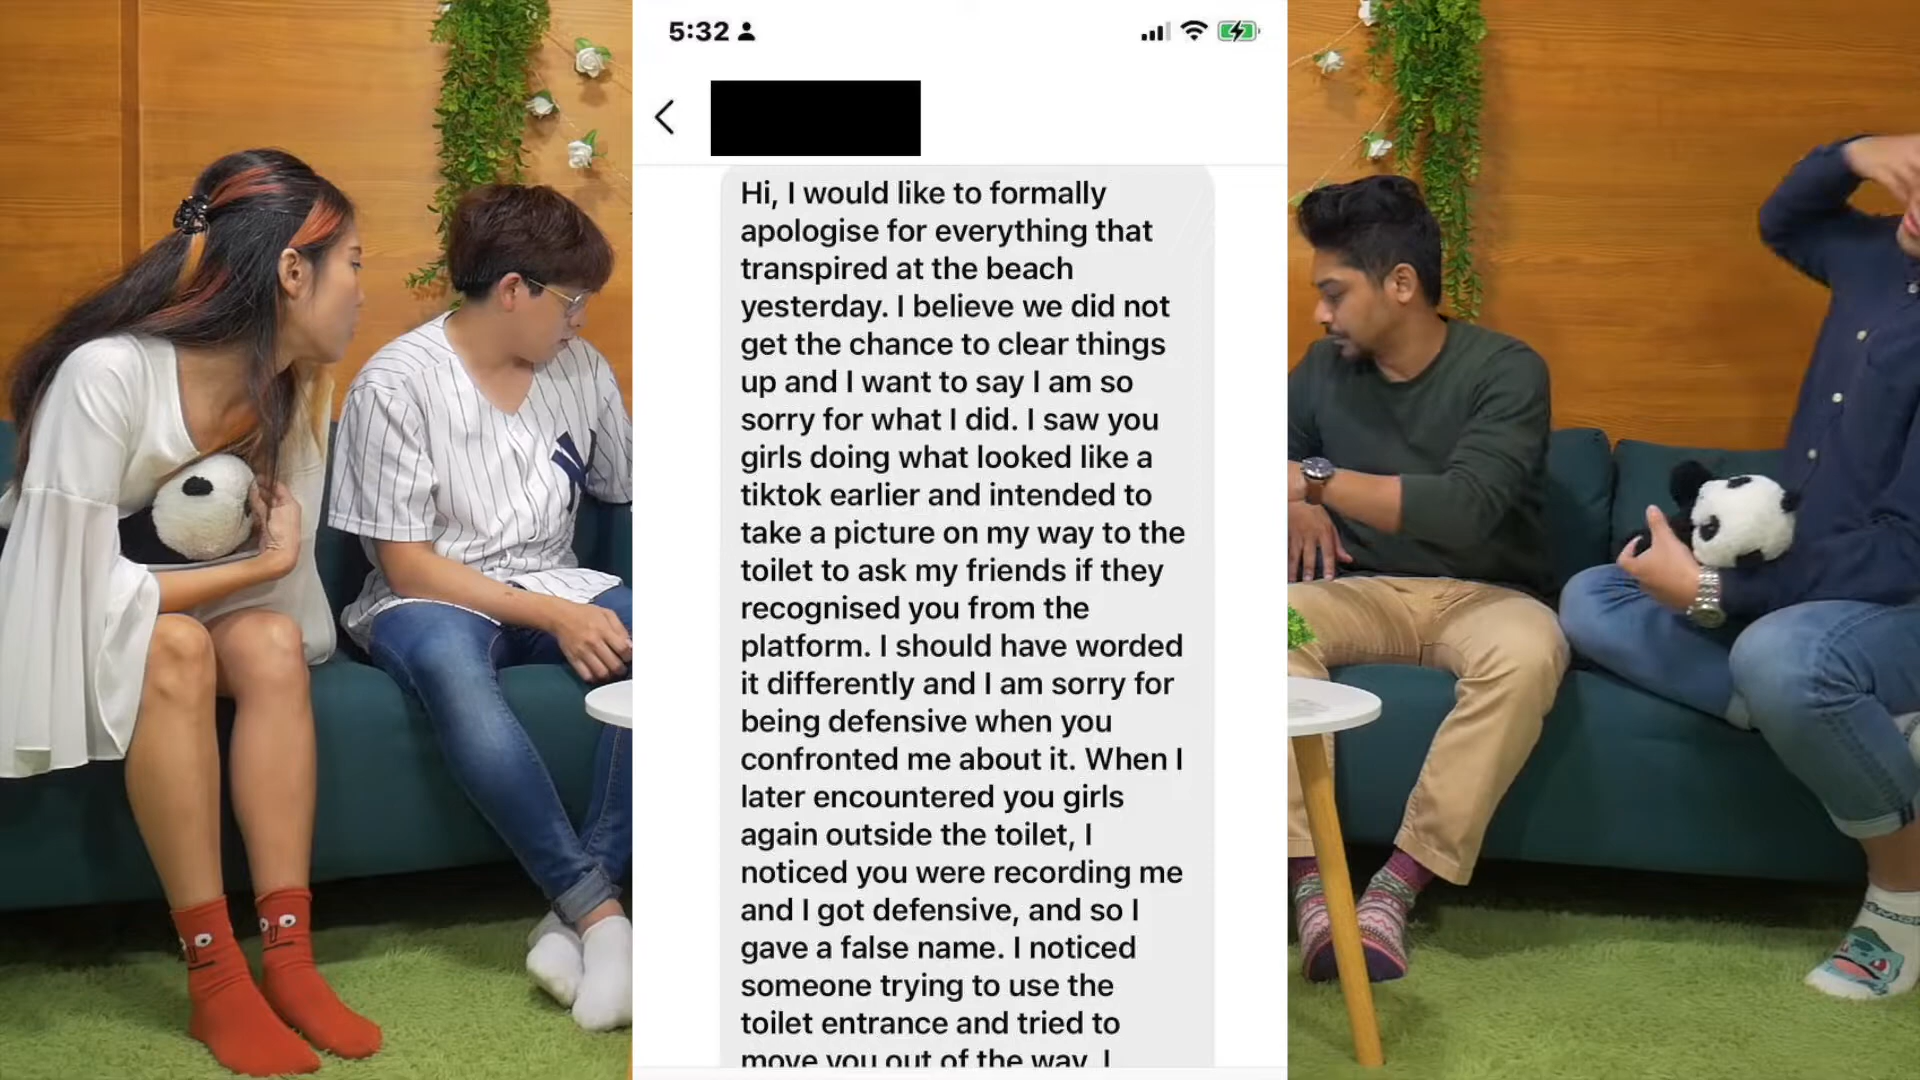 5:32
Hi, I would like to formally
apologise for everything that
transpired at the beach
yesterday. I believe we did not
get the chance to clear things
up and I want to say I am so
sorry for what I did. I saw you
girls doing what looked like a
tiktok earlier and intended to
take a picture on my way to the
toilet to ask my friends if they
recognised you from the
platform. I should have worded
it differently and I am sorry for
being defensive when you
confronted me about it. When I
later encountered you girls
again outside the toilet, I
noticed you were recording me
and I got defensive, and so I
gave a false name. I noticed
someone trying to use the
toilet entrance and tried to
move you out of the way. I